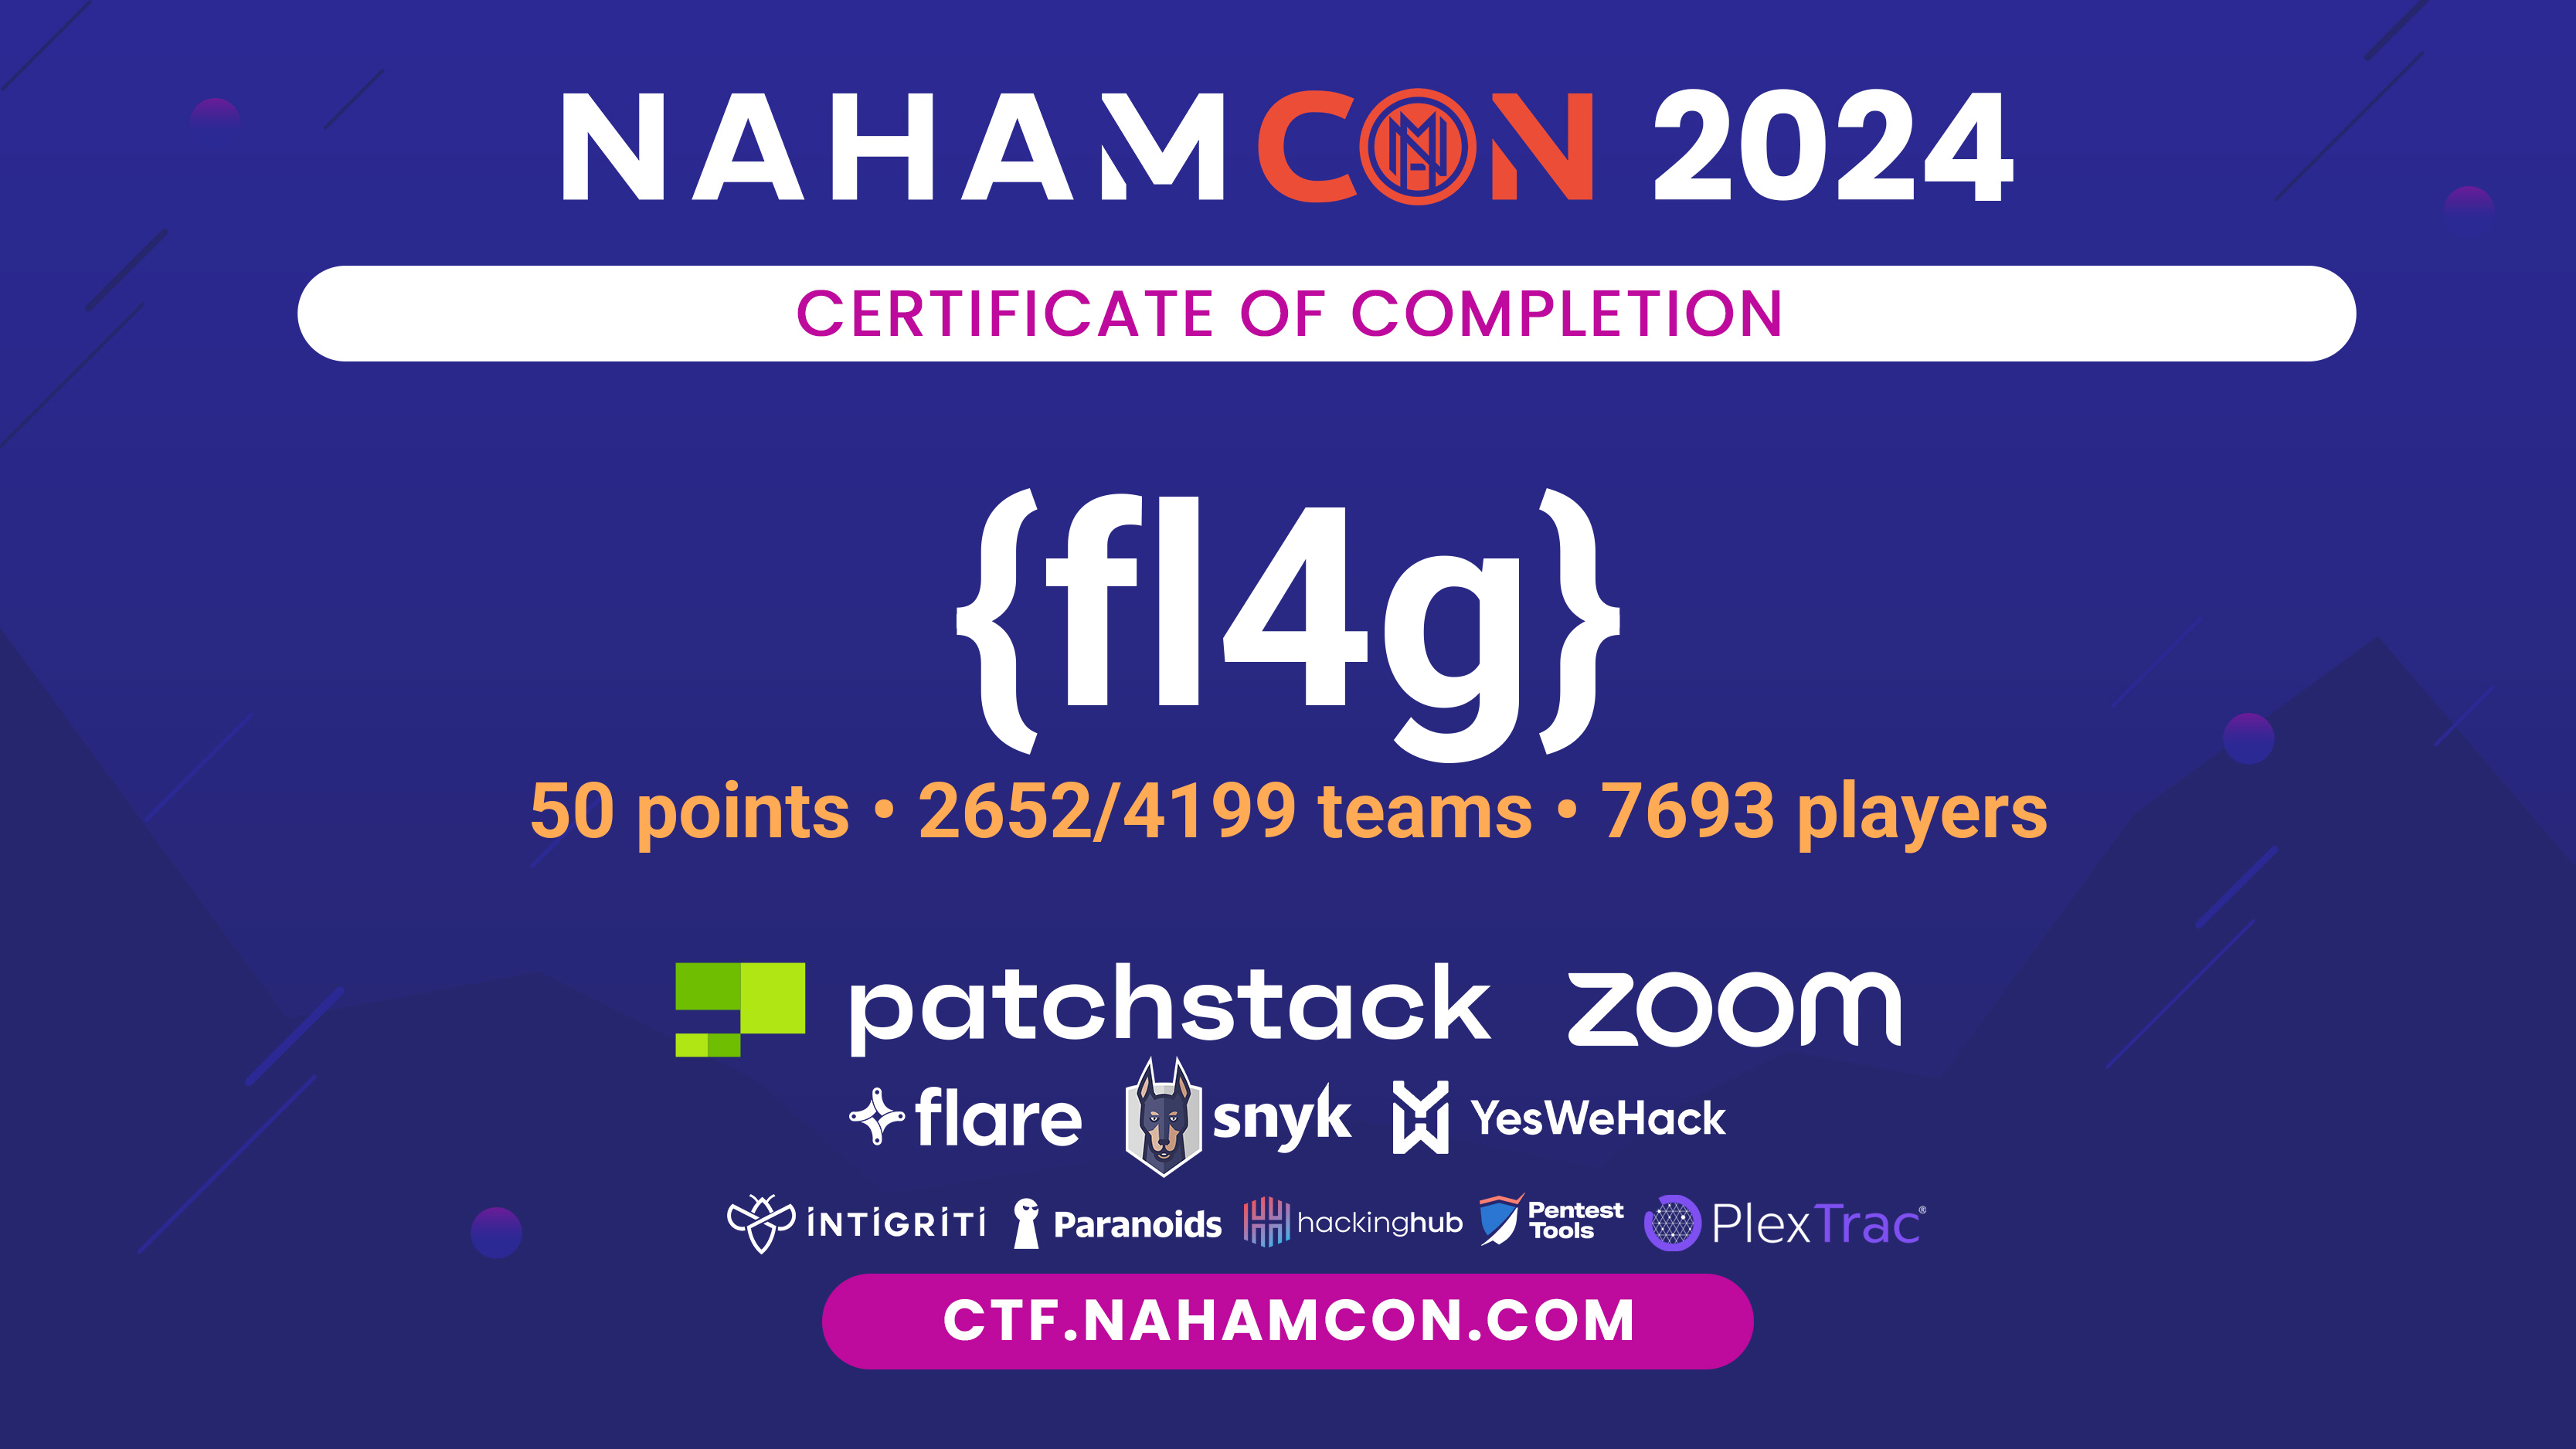 NAHAMCON 2024
CERTIFICATE OF COMPLETION
{fl4g}
50 points • 2652/4199 teams • 7693 players
patchstack zoom
flare snyk YesWeHack
INTIGRITI Paranoids hackinghub Pentest Tools PlexTrac®
CTF.NAHAMCON.COM